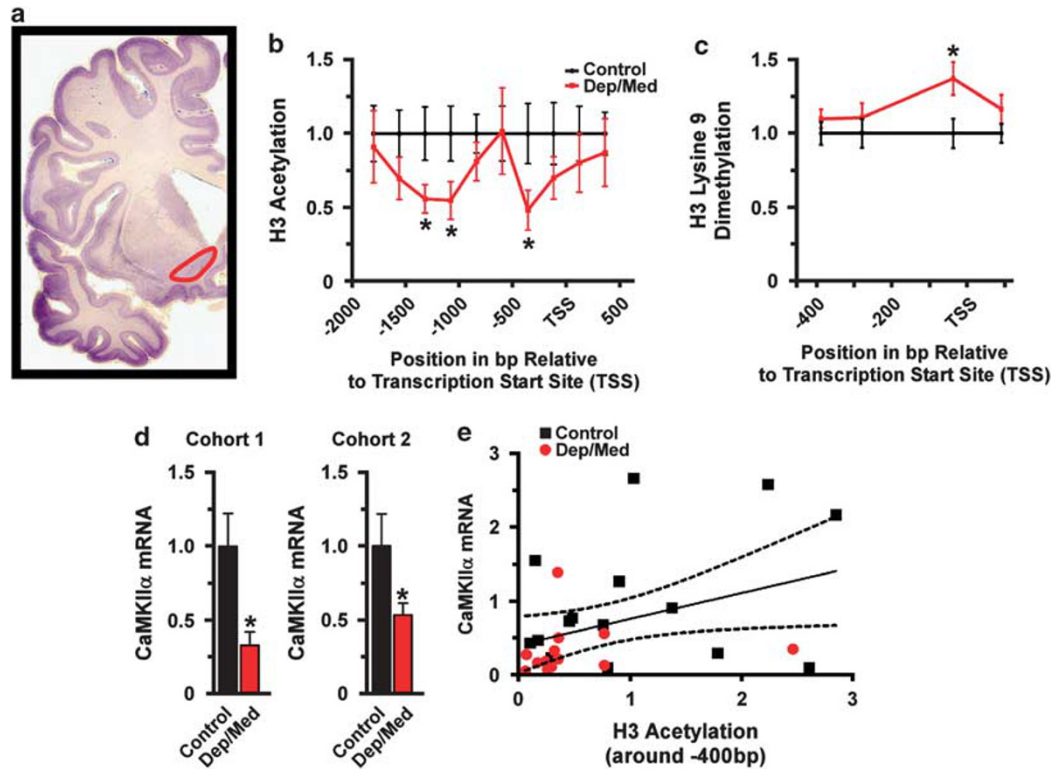 a
b
Control
Dep/Med
H3 Acetylation
1.5
1.0
0.5
0
* * *
-2000 -1500 -1000 -500 TSS 500
Position in bp Relative
to Transcription Start Site (TSS)
c
H3 Lysine 9
Dimethylation
1.5
1.0
0.5
0
*
-400 -200 TSS
Position in bp Relative
to Transcription Start Site (TSS)
d
Cohort 1
CaMKIIα mRNA
1.5
1.0
0.5
0
*
Control Dep/Med
Cohort 2
CaMKIIα mRNA
1.5
1.0
0.5
0
*
Control Dep/Med
e
Control
Dep/Med
CaMKIIα mRNA
3
2
1
0
0 1 2 3
H3 Acetylation
(around -400bp)